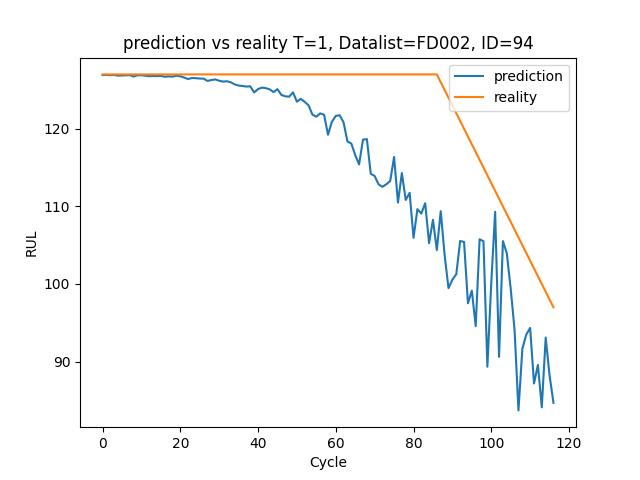 prediction vs reality T=1, Datalist=FD002, ID=94
prediction
reality
RUL
120
110
100
90
0 20 40 60 80 100 120
Cycle